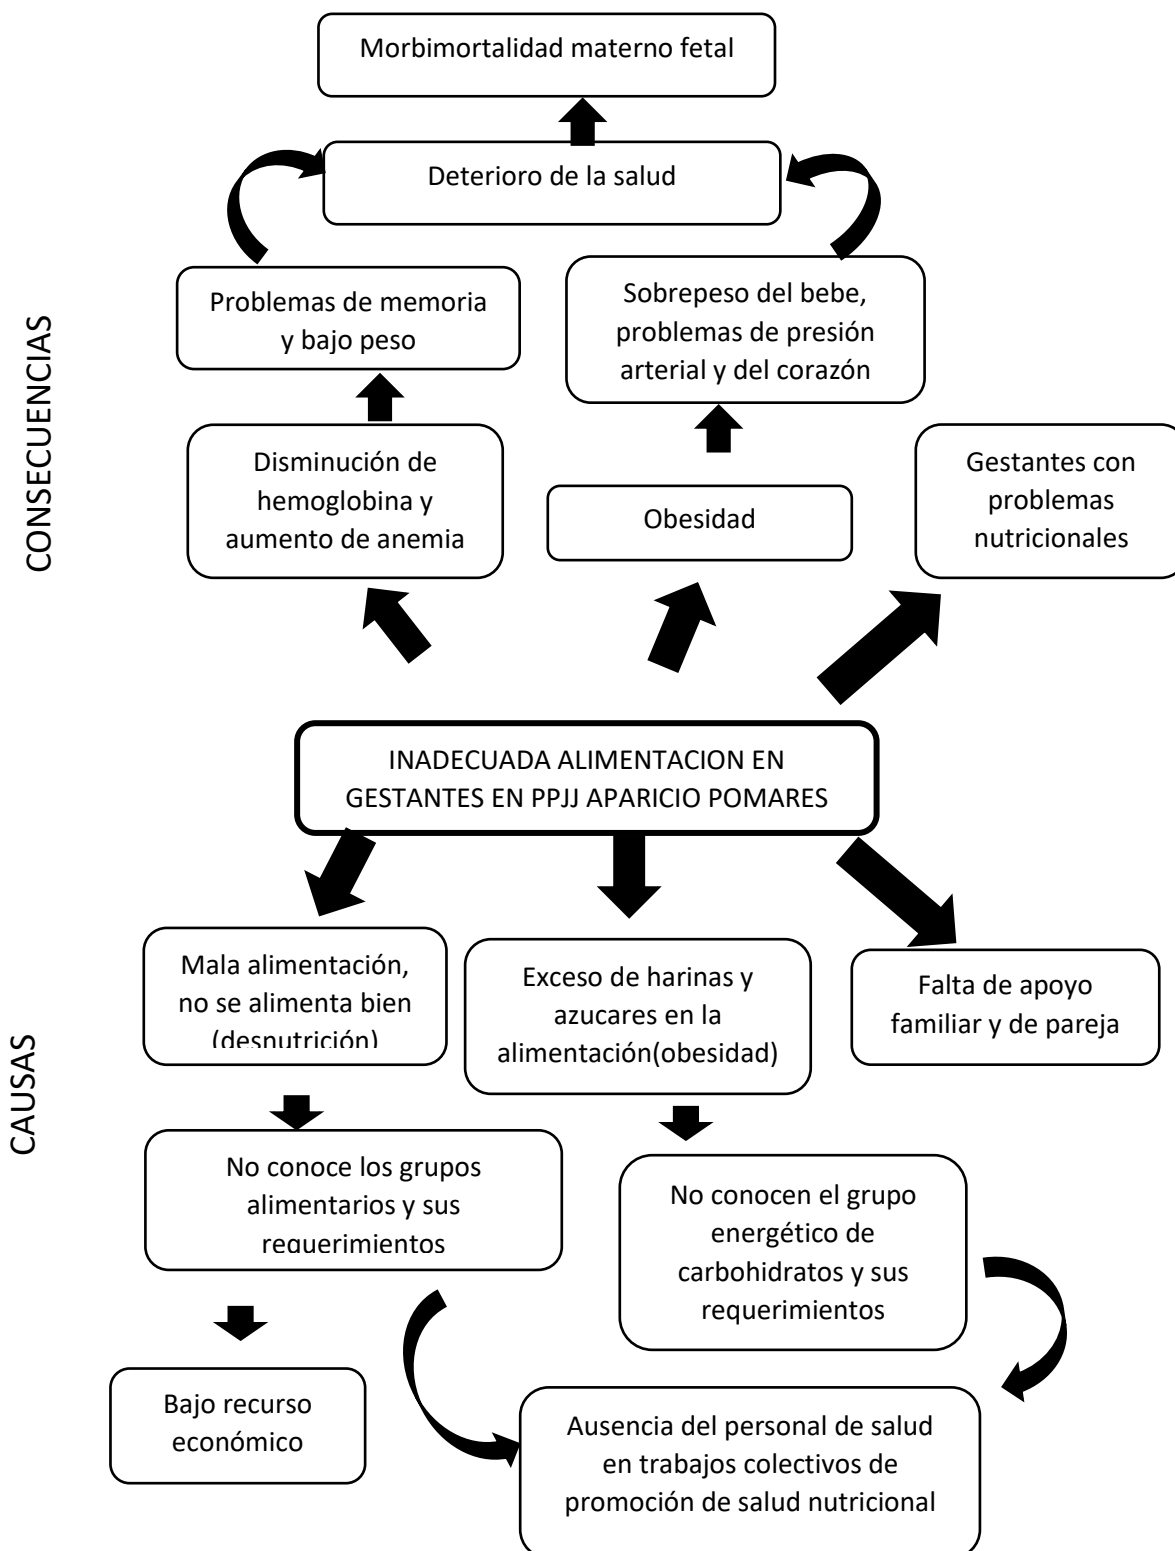 Morbimortalidad materno fetal
Deterioro de la salud
Problemas de memoria
y bajo peso
Sobrepeso del bebe,
problemas de presión
arterial y del corazón
CONSECUENCIAS
Disminución de
hemoglobina y
aumento de anemia
Obesidad
Gestantes con
problemas
nutricionales
INADECUADA ALIMENTACION EN
GESTANTES EN PPJJ APARICIO POMARES
CAUSAS
Mala alimentación,
no se alimenta bien
(desnutrición)
Exceso de harinas y
azucares en la
alimentación(obesidad)
Falta de apoyo
familiar y de pareja
No conoce los grupos
alimentarios y sus
requerimientos
No conocen el grupo
energético de
carbohidratos y sus
requerimientos
Bajo recurso
económico
Ausencia del personal de salud
en trabajos colectivos de
promoción de salud nutricional